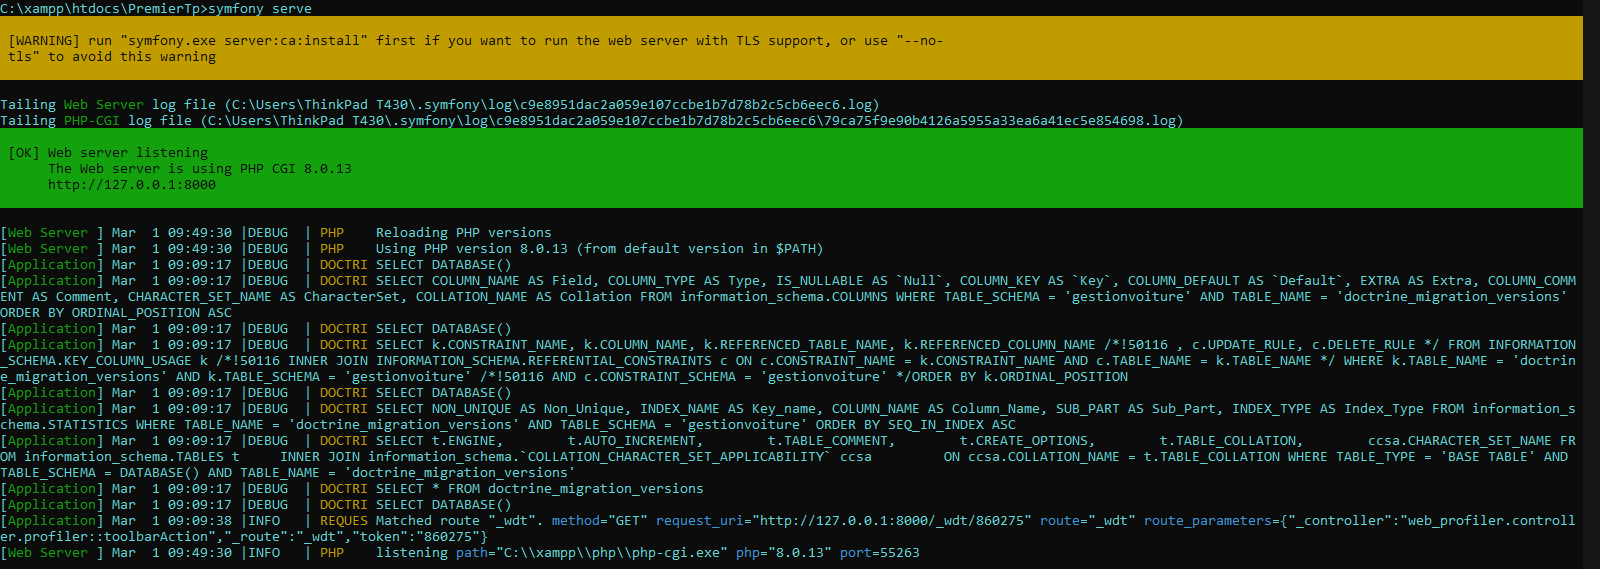 C:\xampp\htdocs\PremierTp>symfony serve
[WARNING] run "symfony.exe server:ca:install" first if you want to run the web server with TLS support, or use "--no-
tls" to avoid this warning
Tailing Web Server log file (C:\Users\ThinkPad T430\.symfony\log\c9e8951dac2a059e107ccbe1b7d78b2c5cb6eec6.log)
Tailing PHP-CGI log file (C:\Users\ThinkPad T430\.symfony\log\c9e8951dac2a059e107ccbe1b7d78b2c5cb6eec6\79ca75f9e90b4126a5955a33ea6a41ec5e854698.log)
[OK] Web server listening
The Web server is using PHP CGI 8.0.13
http://127.0.0.1:8000
[Web Server ] Mar  1 09:49:30 |DEBUG  | PHP    Reloading PHP versions
[Web Server ] Mar  1 09:49:30 |DEBUG  | PHP    Using PHP version 8.0.13 (from default version in $PATH)
[Application] Mar  1 09:09:17 |DEBUG  | DOCTRI SELECT DATABASE()
[Application] Mar  1 09:09:17 |DEBUG  | DOCTRI SELECT COLUMN_NAME AS Field, COLUMN_TYPE AS Type, IS_NULLABLE AS `Null`, COLUMN_KEY AS `Key`, COLUMN_DEFAULT AS `Default`, EXTRA AS Extra, COLUMN_COMM
ENT AS Comment, CHARACTER_SET_NAME AS CharacterSet, COLLATION_NAME AS Collation FROM information_schema.COLUMNS WHERE TABLE_SCHEMA = 'gestionvoiture' AND TABLE_NAME = 'doctrine_migration_versions'
ORDER BY ORDINAL_POSITION ASC
[Application] Mar  1 09:09:17 |DEBUG  | DOCTRI SELECT DATABASE()
[Application] Mar  1 09:09:17 |DEBUG  | DOCTRI SELECT k.CONSTRAINT_NAME, k.COLUMN_NAME, k.REFERENCED_TABLE_NAME, k.REFERENCED_COLUMN_NAME /*!50116 , c.UPDATE_RULE, c.DELETE_RULE */ FROM INFORMATION
_SCHEMA.KEY_COLUMN_USAGE k /*!50116 INNER JOIN INFORMATION_SCHEMA.REFERENTIAL_CONSTRAINTS c ON c.CONSTRAINT_NAME = k.CONSTRAINT_NAME AND c.TABLE_NAME = k.TABLE_NAME */ WHERE k.TABLE_NAME = 'doctrin
e_migration_versions' AND k.TABLE_SCHEMA = 'gestionvoiture' /*!50116 AND c.CONSTRAINT_SCHEMA = 'gestionvoiture' */ORDER BY k.ORDINAL_POSITION
[Application] Mar  1 09:09:17 |DEBUG  | DOCTRI SELECT DATABASE()
[Application] Mar  1 09:09:17 |DEBUG  | DOCTRI SELECT NON_UNIQUE AS Non_Unique, INDEX_NAME AS Key_name, COLUMN_NAME AS Column_Name, SUB_PART AS Sub_Part, INDEX_TYPE AS Index_Type FROM information_s
chema.STATISTICS WHERE TABLE_NAME = 'doctrine_migration_versions' AND TABLE_SCHEMA = 'gestionvoiture' ORDER BY SEQ_IN_INDEX ASC
[Application] Mar  1 09:09:17 |DEBUG  | DOCTRI SELECT t.ENGINE,        t.AUTO_INCREMENT,        t.TABLE_COMMENT,        t.CREATE_OPTIONS,        t.TABLE_COLLATION,        ccsa.CHARACTER_SET_NAME FR
OM information_schema.TABLES t     INNER JOIN information_schema.`COLLATION_CHARACTER_SET_APPLICABILITY` ccsa         ON ccsa.COLLATION_NAME = t.TABLE_COLLATION WHERE TABLE_TYPE = 'BASE TABLE' AND
TABLE_SCHEMA = DATABASE() AND TABLE_NAME = 'doctrine_migration_versions'
[Application] Mar  1 09:09:17 |DEBUG  | DOCTRI SELECT * FROM doctrine_migration_versions
[Application] Mar  1 09:09:17 |DEBUG  | DOCTRI SELECT DATABASE()
[Application] Mar  1 09:09:38 |INFO   | REQUES Matched route "_wdt". method="GET" request_uri="http://127.0.0.1:8000/_wdt/860275" route="_wdt" route_parameters={"_controller":"web_profiler.controll
er.profiler::toolbarAction","_route":"_wdt","token":"860275"}
[Web Server ] Mar  1 09:49:30 |INFO   | PHP    listening path="C:\\xampp\\php\\php-cgi.exe" php="8.0.13" port=55263